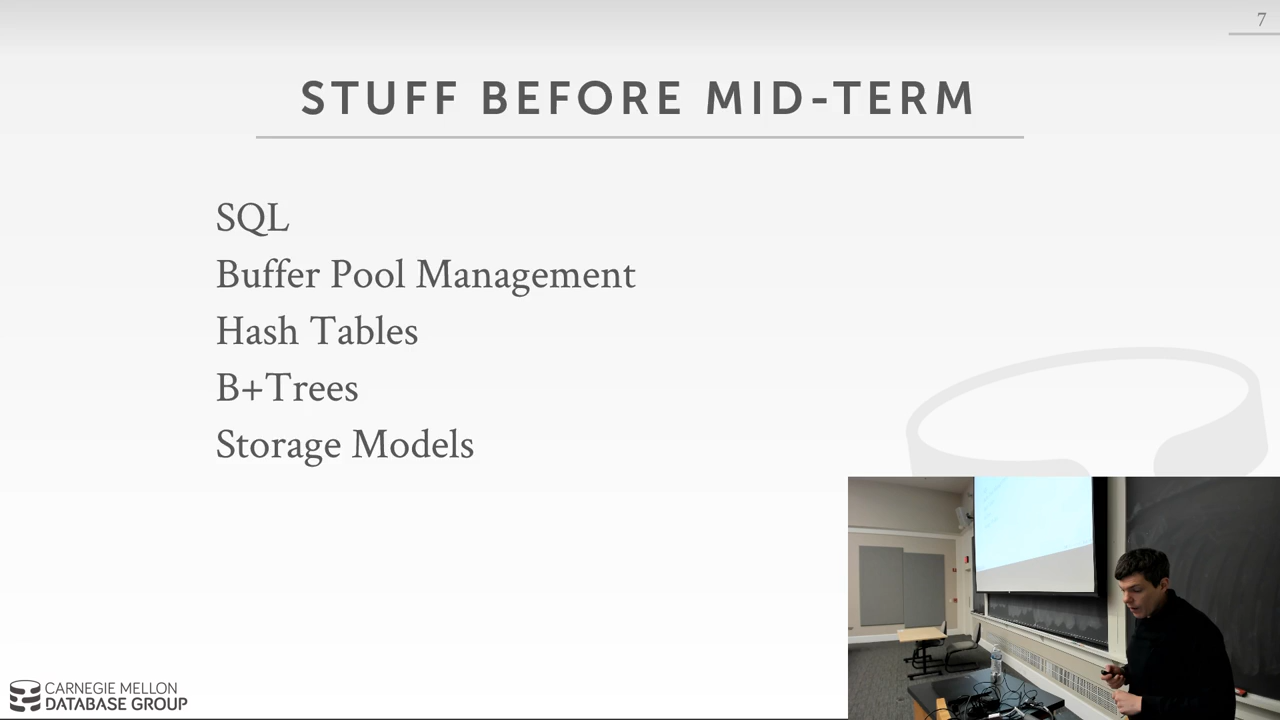 7
STUFF BEFORE MID-TERM
SQL
Buffer Pool Management
Hash Tables
B+Trees
Storage Models
CARNEGIE MELLON
DATABASE GROUP